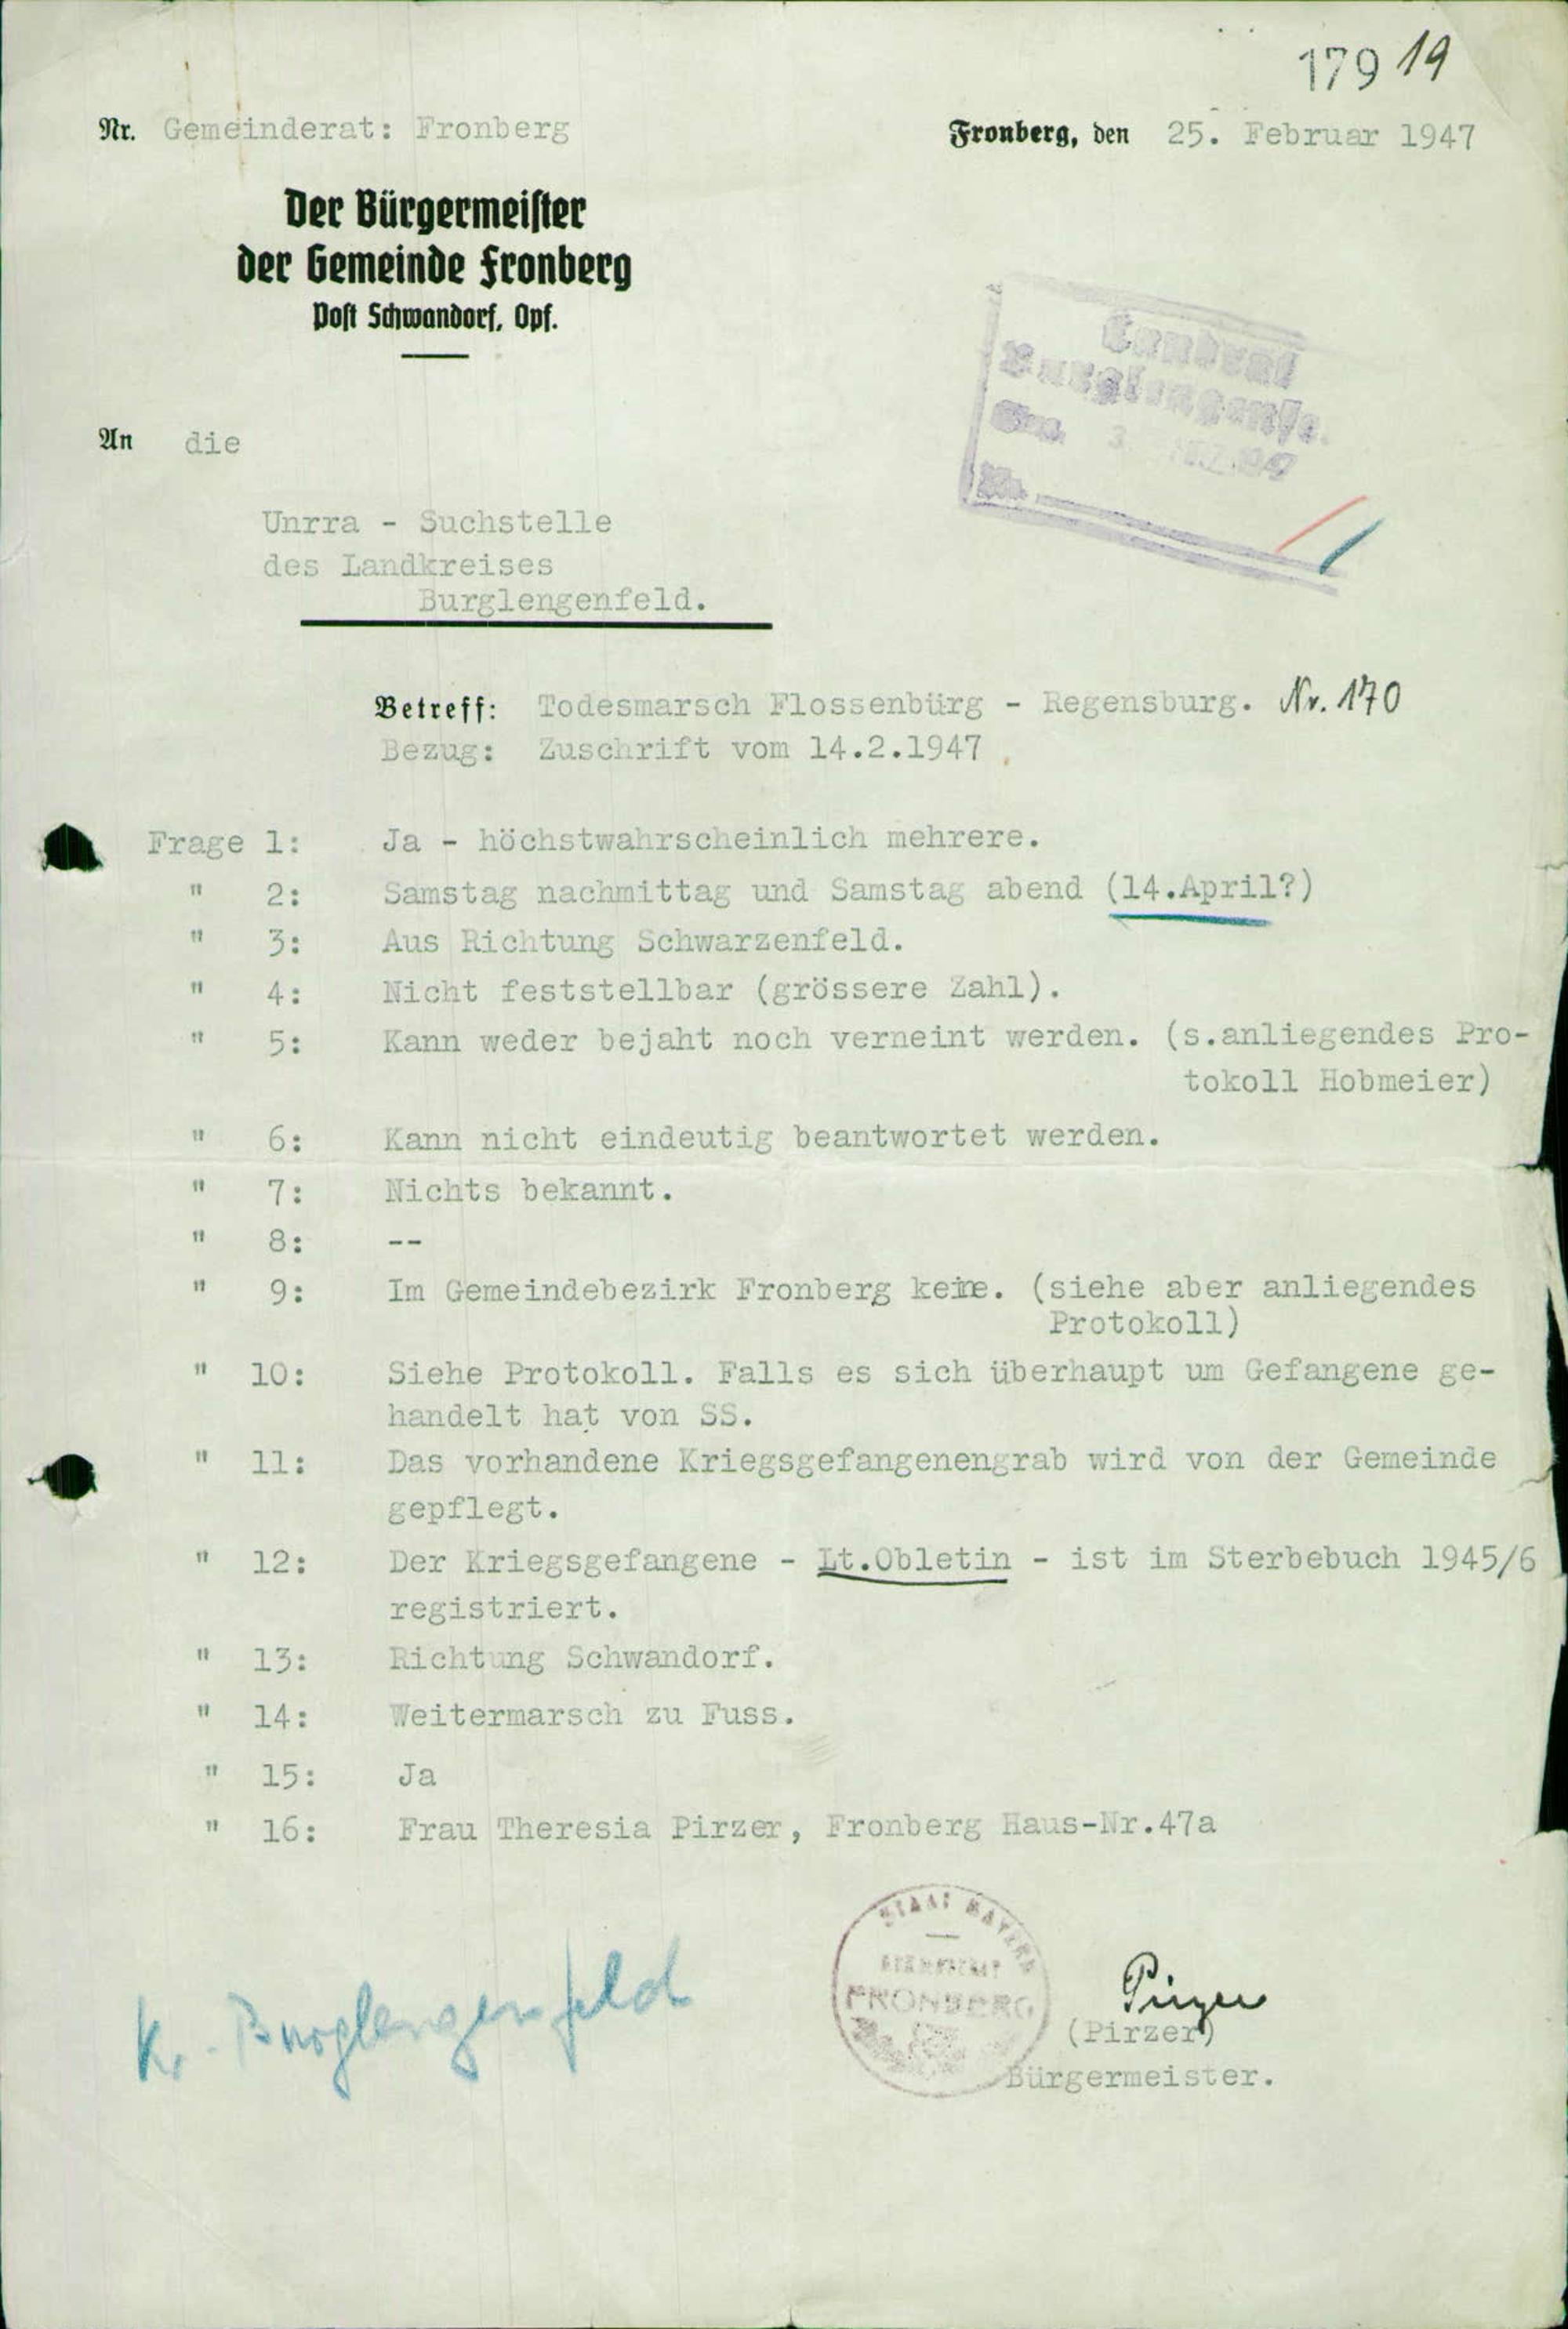 179 19
Nr. Gemeinderat: Fronberg
Fronberg, den 25. Februar 1947
Der Bürgermeister
der Gemeinde Fronberg
Post Schwandorf, Opf.
Landrat
Burglengenf.
An die
Unrra - Suchstelle
des Landkreises
Burglengenfeld.
Betreff: Todesmarsch Flossenbürg - Regensburg. Nr. 170
Bezug: Zuschrift vom 14.2.1947
Frage 1: Ja - höchstwahrscheinlich mehrere.
" 2: Samstag nachmittag und Samstag abend (14.April?)
" 3: Aus Richtung Schwarzenfeld.
" 4: Nicht feststellbar (grössere Zahl).
" 5: Kann weder bejaht noch verneint werden. (s.anliegendes Pro-
tokoll Hobmeier)
" 6: Kann nicht eindeutig beantwortet werden.
" 7: Nichts bekannt.
" 8: --
" 9: Im Gemeindebezirk Fronberg keine. (siehe aber anliegendes
Protokoll)
" 10: Siehe Protokoll. Falls es sich überhaupt um Gefangene ge-
handelt hat von SS.
" 11: Das vorhandene Kriegsgefangenengrab wird von der Gemeinde
gepflegt.
" 12: Der Kriegsgefangene - Lt.Obletin - ist im Sterbebuch 1945/6
registriert.
" 13: Richtung Schwandorf.
" 14: Weitermarsch zu Fuss.
" 15: Ja
" 16: Frau Theresia Pirzer, Fronberg Haus-Nr.47a
STAAT BAYERN
FRONBERG
Kr. Burglengenfeld
Pirzer
(Pirzer)
Bürgermeister.